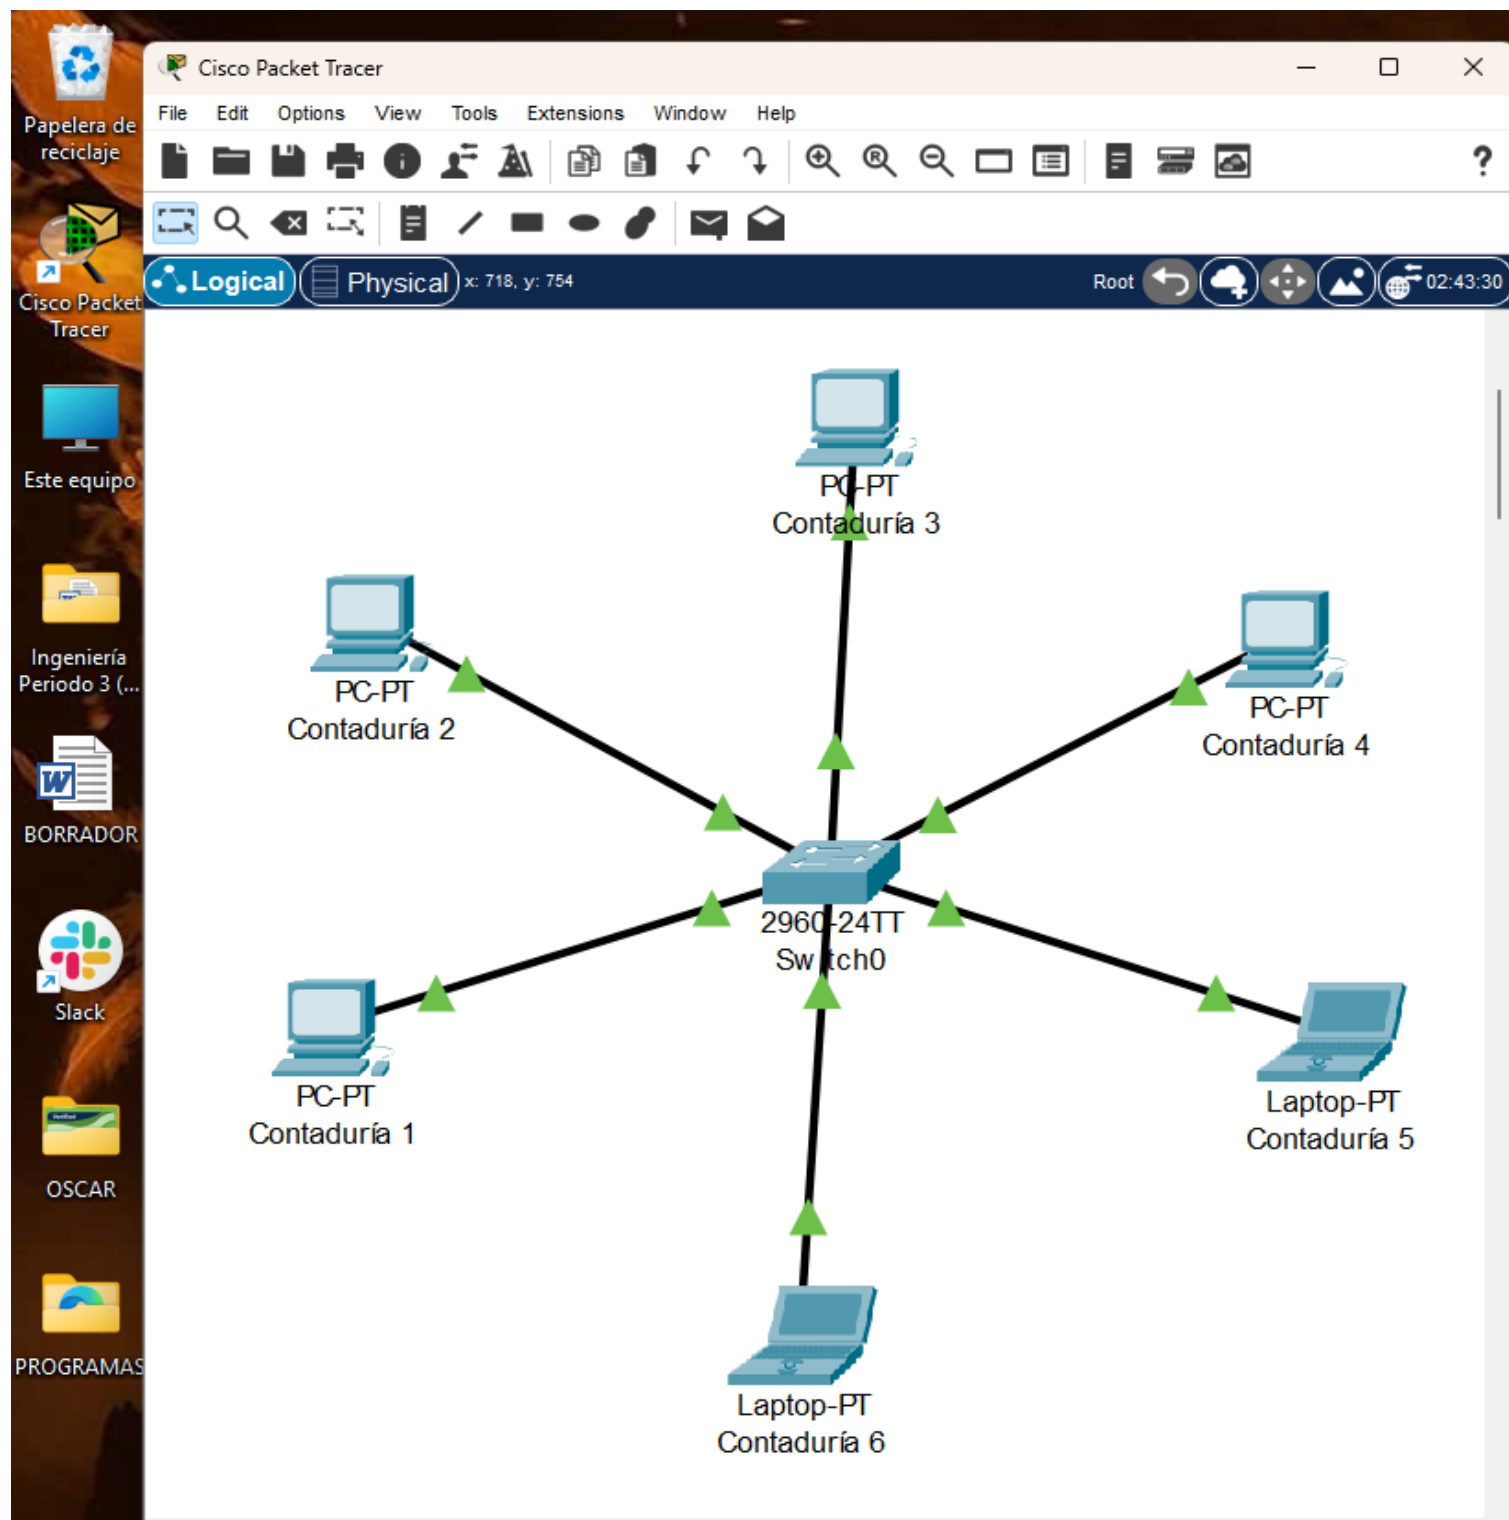 Papelera de
reciclaje
Cisco Packet
Tracer
Este equipo
Ingeniería
Periodo 3 (...
BORRADOR
Slack
OSCAR
PROGRAMAS
Cisco Packet Tracer
File Edit Options View Tools Extensions Window Help
Logical Physical x: 718, y: 754 Root 02:43:30
PC-PT
Contaduría 3
PC-PT
Contaduría 2
PC-PT
Contaduría 4
2960-24TT
Switch0
PC-PT
Contaduría 1
Laptop-PT
Contaduría 5
Laptop-PT
Contaduría 6